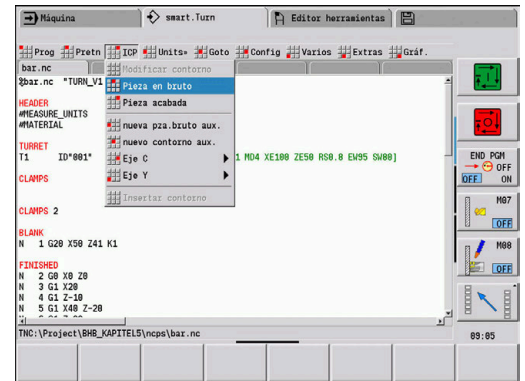 Máquina
smart.Turn
Editor herramientas
Prog Pretn ICP Units» Goto Config Varios Extras Gráf.
bar.nc
%bar.nc "TURN_V1
Modificar contorno
Pieza en bruto
HEADER
Pieza acabada
#MEASURE_UNITS
#MATERIAL
nueva pza.bruto aux.
nuevo contorno aux.
TURRET
T1 ID"001"
Eje C
1 MD4 XE100 ZE50 RS0.8 EW95 SW80]
Eje Y
CLAMPS
Insertar contorno
CLAMPS 2
BLANK
N 1 G20 X50 Z41 K1
FINISHED
N 2 G0 X0 Z0
N 3 G1 X20
N 4 G1 Z-10
N 5 G1 X40 Z-20
TNC:\Project\BHB_KAPITEL5\ncps\bar.nc
END PGM
OFF
OFF ON
M07
OFF
M08
OFF
09:05